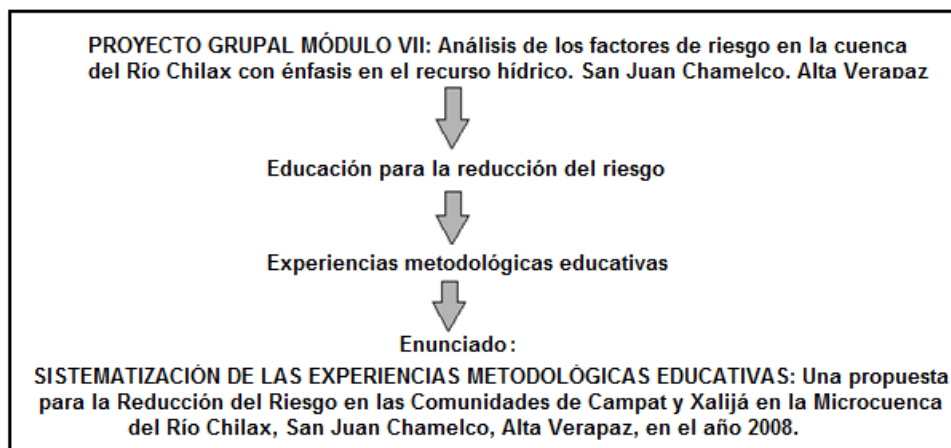 PROYECTO GRUPAL MÓDULO VII: Análisis de los factores de riesgo en la cuenca
del Río Chilax con énfasis en el recurso hídrico. San Juan Chamelco. Alta Verapaz
Educación para la reducción del riesgo
Experiencias metodológicas educativas
Enunciado:
SISTEMATIZACIÓN DE LAS EXPERIENCIAS METODOLÓGICAS EDUCATIVAS: Una propuesta
para la Reducción del Riesgo en las Comunidades de Campat y Xalijá en la Microcuenca
del Río Chilax, San Juan Chamelco, Alta Verapaz, en el año 2008.